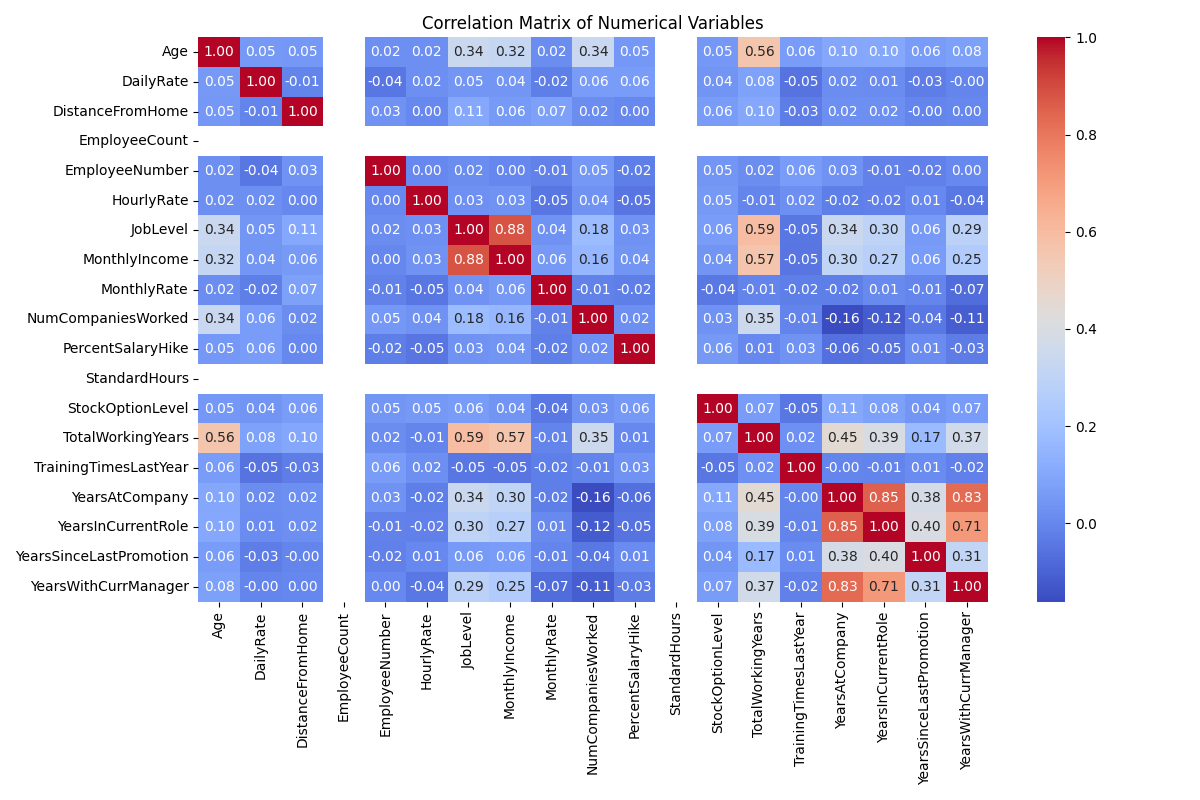 Correlation Matrix of Numerical Variables
Age 1.00 0.05 0.05 0.02 0.02 0.34 0.32 0.02 0.34 0.05 0.05 0.56 0.06 0.10 0.10 0.06 0.08
DailyRate 0.05 1.00 -0.01 -0.04 0.02 0.05 0.04 -0.02 0.06 0.06 0.04 0.08 -0.05 0.02 0.01 -0.03 -0.00
DistanceFromHome 0.05 -0.01 1.00 0.03 0.00 0.11 0.06 0.07 0.02 0.00 0.06 0.10 -0.03 0.02 0.02 -0.00 0.00
EmployeeCount
EmployeeNumber 0.02 -0.04 0.03 1.00 0.00 0.02 0.00 -0.01 0.05 -0.02 0.05 0.02 0.06 0.03 -0.01 -0.02 0.00
HourlyRate 0.02 0.02 0.00 0.00 1.00 0.03 0.03 -0.05 0.04 -0.05 0.05 -0.01 0.02 -0.02 -0.02 0.01 -0.04
JobLevel 0.34 0.05 0.11 0.02 0.03 1.00 0.88 0.04 0.18 0.03 0.06 0.59 -0.05 0.34 0.30 0.06 0.29
MonthlyIncome 0.32 0.04 0.06 0.00 0.03 0.88 1.00 0.06 0.16 0.04 0.04 0.57 -0.05 0.30 0.27 0.06 0.25
MonthlyRate 0.02 -0.02 0.07 -0.01 -0.05 0.04 0.06 1.00 -0.01 -0.02 -0.04 -0.01 -0.02 -0.02 0.01 -0.01 -0.07
NumCompaniesWorked 0.34 0.06 0.02 0.05 0.04 0.18 0.16 -0.01 1.00 0.02 0.03 0.35 -0.01 -0.16 -0.12 -0.04 -0.11
PercentSalaryHike 0.05 0.06 0.00 -0.02 -0.05 0.03 0.04 -0.02 0.02 1.00 0.06 0.01 0.03 -0.06 -0.05 0.01 -0.03
StandardHours
StockOptionLevel 0.05 0.04 0.06 0.05 0.05 0.06 0.04 -0.04 0.03 0.06 1.00 0.07 -0.05 0.11 0.08 0.04 0.07
TotalWorkingYears 0.56 0.08 0.10 0.02 -0.01 0.59 0.57 -0.01 0.35 0.01 0.07 1.00 0.02 0.45 0.39 0.17 0.37
TrainingTimesLastYear 0.06 -0.05 -0.03 0.06 0.02 -0.05 -0.05 -0.02 -0.01 0.03 -0.05 0.02 1.00 -0.00 -0.01 0.01 -0.02
YearsAtCompany 0.10 0.02 0.02 0.03 -0.02 0.34 0.30 -0.02 -0.16 -0.06 0.11 0.45 -0.00 1.00 0.85 0.38 0.83
YearsInCurrentRole 0.10 0.01 0.02 -0.01 -0.02 0.30 0.27 0.01 -0.12 -0.05 0.08 0.39 -0.01 0.85 1.00 0.40 0.71
YearsSinceLastPromotion 0.06 -0.03 -0.00 -0.02 0.01 0.06 0.06 -0.01 -0.04 0.01 0.04 0.17 0.01 0.38 0.40 1.00 0.31
YearsWithCurrManager 0.08 -0.00 0.00 0.00 -0.04 0.29 0.25 -0.07 -0.11 -0.03 0.07 0.37 -0.02 0.83 0.71 0.31 1.00
Age
DailyRate
DistanceFromHome
EmployeeCount
EmployeeNumber
HourlyRate
JobLevel
MonthlyIncome
MonthlyRate
NumCompaniesWorked
PercentSalaryHike
StandardHours
StockOptionLevel
TotalWorkingYears
TrainingTimesLastYear
YearsAtCompany
YearsInCurrentRole
YearsSinceLastPromotion
YearsWithCurrManager
1.0
0.8
0.6
0.4
0.2
0.0